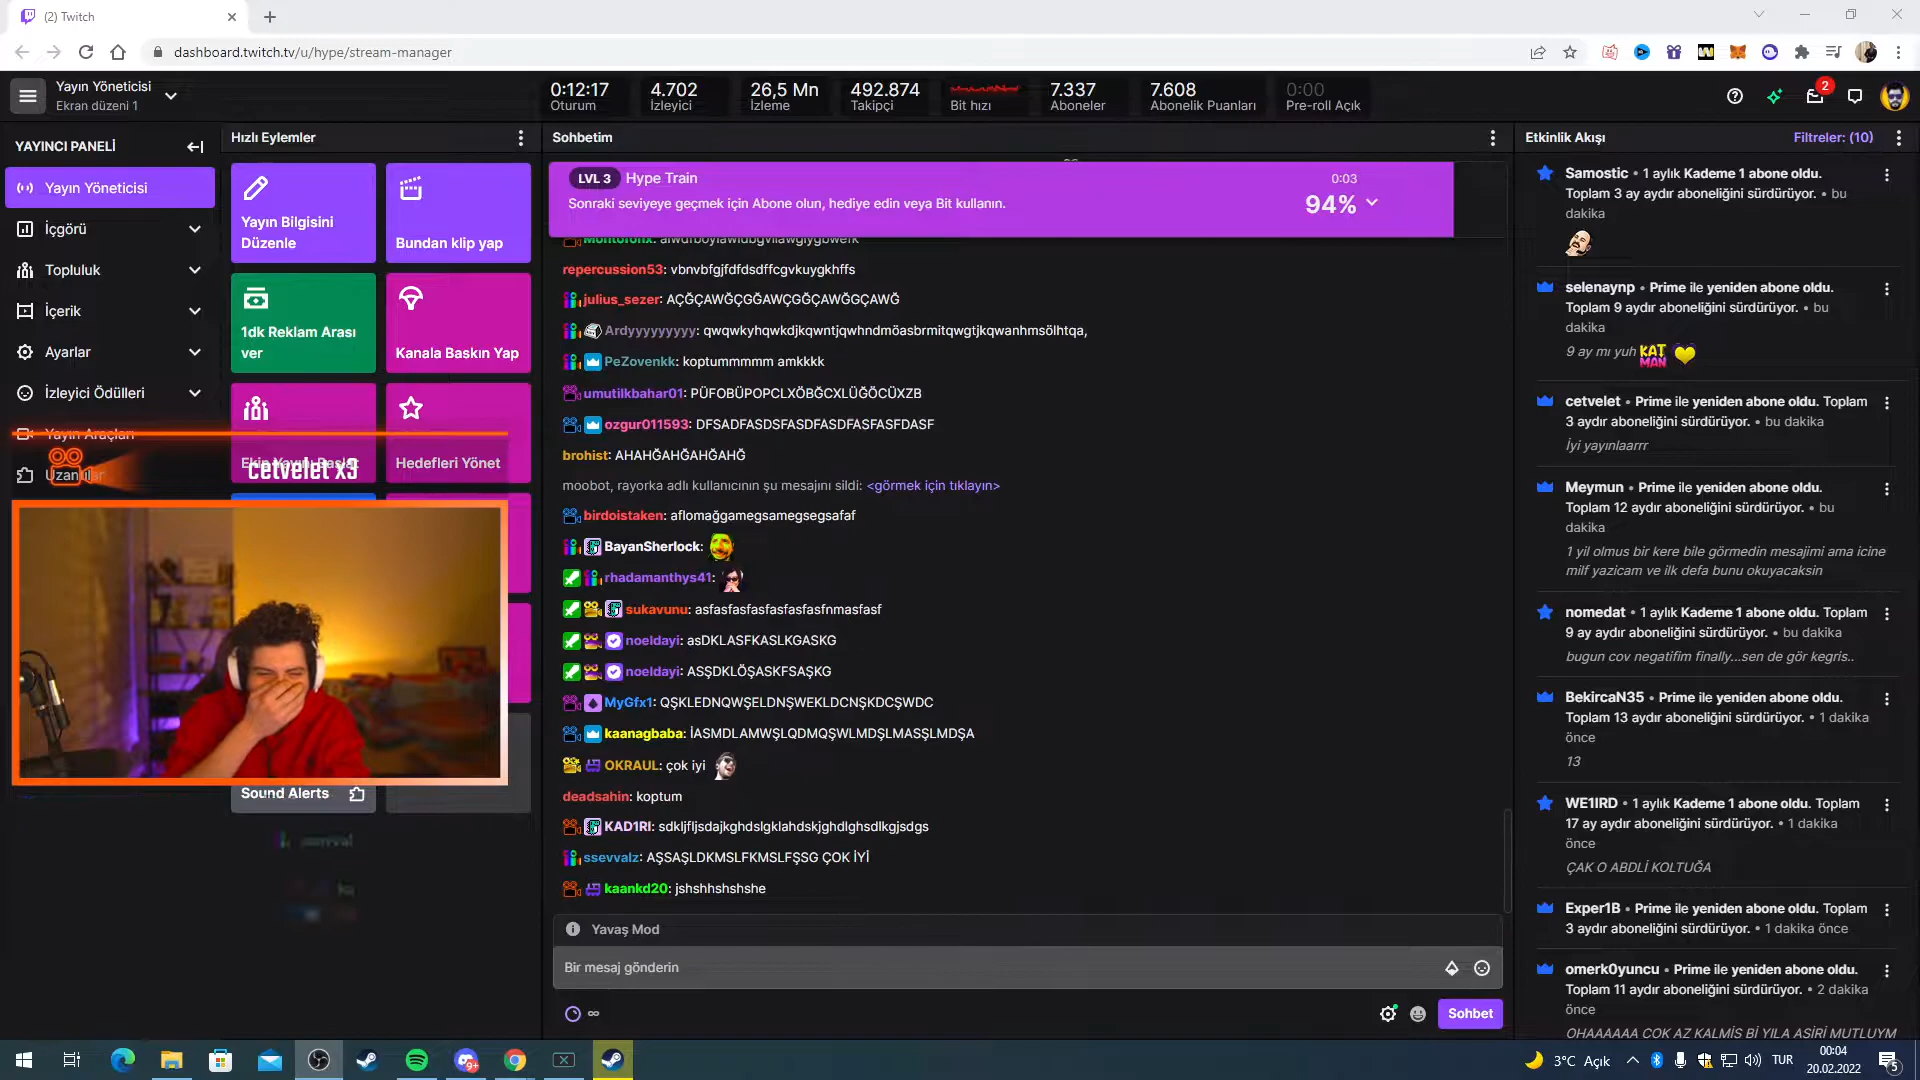 (2) Twitch
dashboard.twitch.tv/u/hype/stream-manager
Yayın Yöneticisi
Ekran düzeni 1
0:12:17
Oturum
4.702
İzleyici
26,5 Mn
İzleme
492.874
Takipçi
Bit hızı
7.337
Aboneler
7.608
Abonelik Puanları
0:00
Pre-roll Açık
2
YAYINCI PANELİ
Yayın Yöneticisi
İçgörü
Topluluk
İçerik
Ayarlar
İzleyici Ödülleri
Yayın Araçları
Hızlı Eylemler
Yayın Bilgisini
Düzenle
Bundan klip yap
1dk Reklam Arası
ver
Kanala Baskın Yap
Ekip Yayını Başlat
Hedefleri Yönet
cetvelet x3
Sound Alerts
Sohbetim
LVL 3 Hype Train
0:03
Sonraki seviyeye geçmek için Abone olun, hediye edin veya Bit kullanın.
94%
repercussion53: vbnvbfgjfdfdsdffcgvkuygkhffs
julius_sezer: AÇĞÇAWĞÇGĞAWÇGĞÇAWĞGÇAWĞ
Ardyyyyyyyyy: qwqwkyhqwkdjkqwntjqwhndmöasbrmitqwgtjkqwanhmsölhtqa,
PeZovenkk: koptummmmm amkkkk
umutilkbahar01: PÜFOBÜPOPCLXÖBĞCXLÜĞÖCÜXZB
ozgur011593: DFSADFASDSFASDFASDFASFASFDASF
brohist: AHAHĞAHĞAHĞAHĞ
moobot, rayorka adlı kullanıcının şu mesajını sildi: <görmek için tıklayın>
birdoistaken: aflomağgamegsamegsegsafaf
BayanSherlock:
rhadamanthys41:
sukavunu: asfasfasfasfasfasfasfnmasfasf
noeldayi: asDKLASFKASLKGASKG
noeldayi: ASŞDKLÖŞASKFSAŞKG
MyGfx1: QŞKLEDNQWŞELDNŞWEKLDCNŞKDCŞWDC
kaanagbaba: İASMDLAMWŞLQDMQŞWLMDŞLMASŞLMDŞA
OKRAUL: çok iyi
deadsahin: koptum
KAD1RI: sdkljfljsdajkghdslgklahdskjghdlghsdlkgjsdgs
ssevvalz: AŞSAŞLDKMSLFKMSLFŞSG ÇOK İYİ
kaankd20: jshshhshshshe
Yavaş Mod
Bir mesaj gönderin
Sohbet
Etkinlik Akışı
Filtreler: (10)
Samostic • 1 aylık Kademe 1 abone oldu.
Toplam 3 ay aydır aboneliğini sürdürüyor. • bu
dakika
selenaynp • Prime ile yeniden abone oldu.
Toplam 9 aydır aboneliğini sürdürüyor. • bu
dakika
9 ay mı yuh KAT MAN
cetvelet • Prime ile yeniden abone oldu. Toplam
3 aydır aboneliğini sürdürüyor. • bu dakika
İyi yayınlaarrr
Meymun • Prime ile yeniden abone oldu.
Toplam 12 aydır aboneliğini sürdürüyor. • bu
dakika
1 yil olmus bir kere bile görmedin mesajimi ama icine
milf yazicam ve ilk defa bunu okuyacaksin
nomedat • 1 aylık Kademe 1 abone oldu. Toplam
9 ay aydır aboneliğini sürdürüyor. • bu dakika
bugun cov negatifim finally...sen de gör kegris..
BekircaN35 • Prime ile yeniden abone oldu.
Toplam 13 aydır aboneliğini sürdürüyor. • 1 dakika
önce
13
WE1IRD • 1 aylık Kademe 1 abone oldu. Toplam
17 ay aydır aboneliğini sürdürüyor. • 1 dakika
önce
ÇAK O ABDLİ KOLTUĞA
Exper1B • Prime ile yeniden abone oldu. Toplam
3 aydır aboneliğini sürdürüyor. • 1 dakika önce
omerk0yuncu • Prime ile yeniden abone oldu.
Toplam 11 aydır aboneliğini sürdürüyor. • 2 dakika
önce
OHAAAAAA COK AZ KALMİS Bİ YILA ASİRİ MUTLUYM
9+
3°C Açık
TUR
00:04
20.02.2022
5